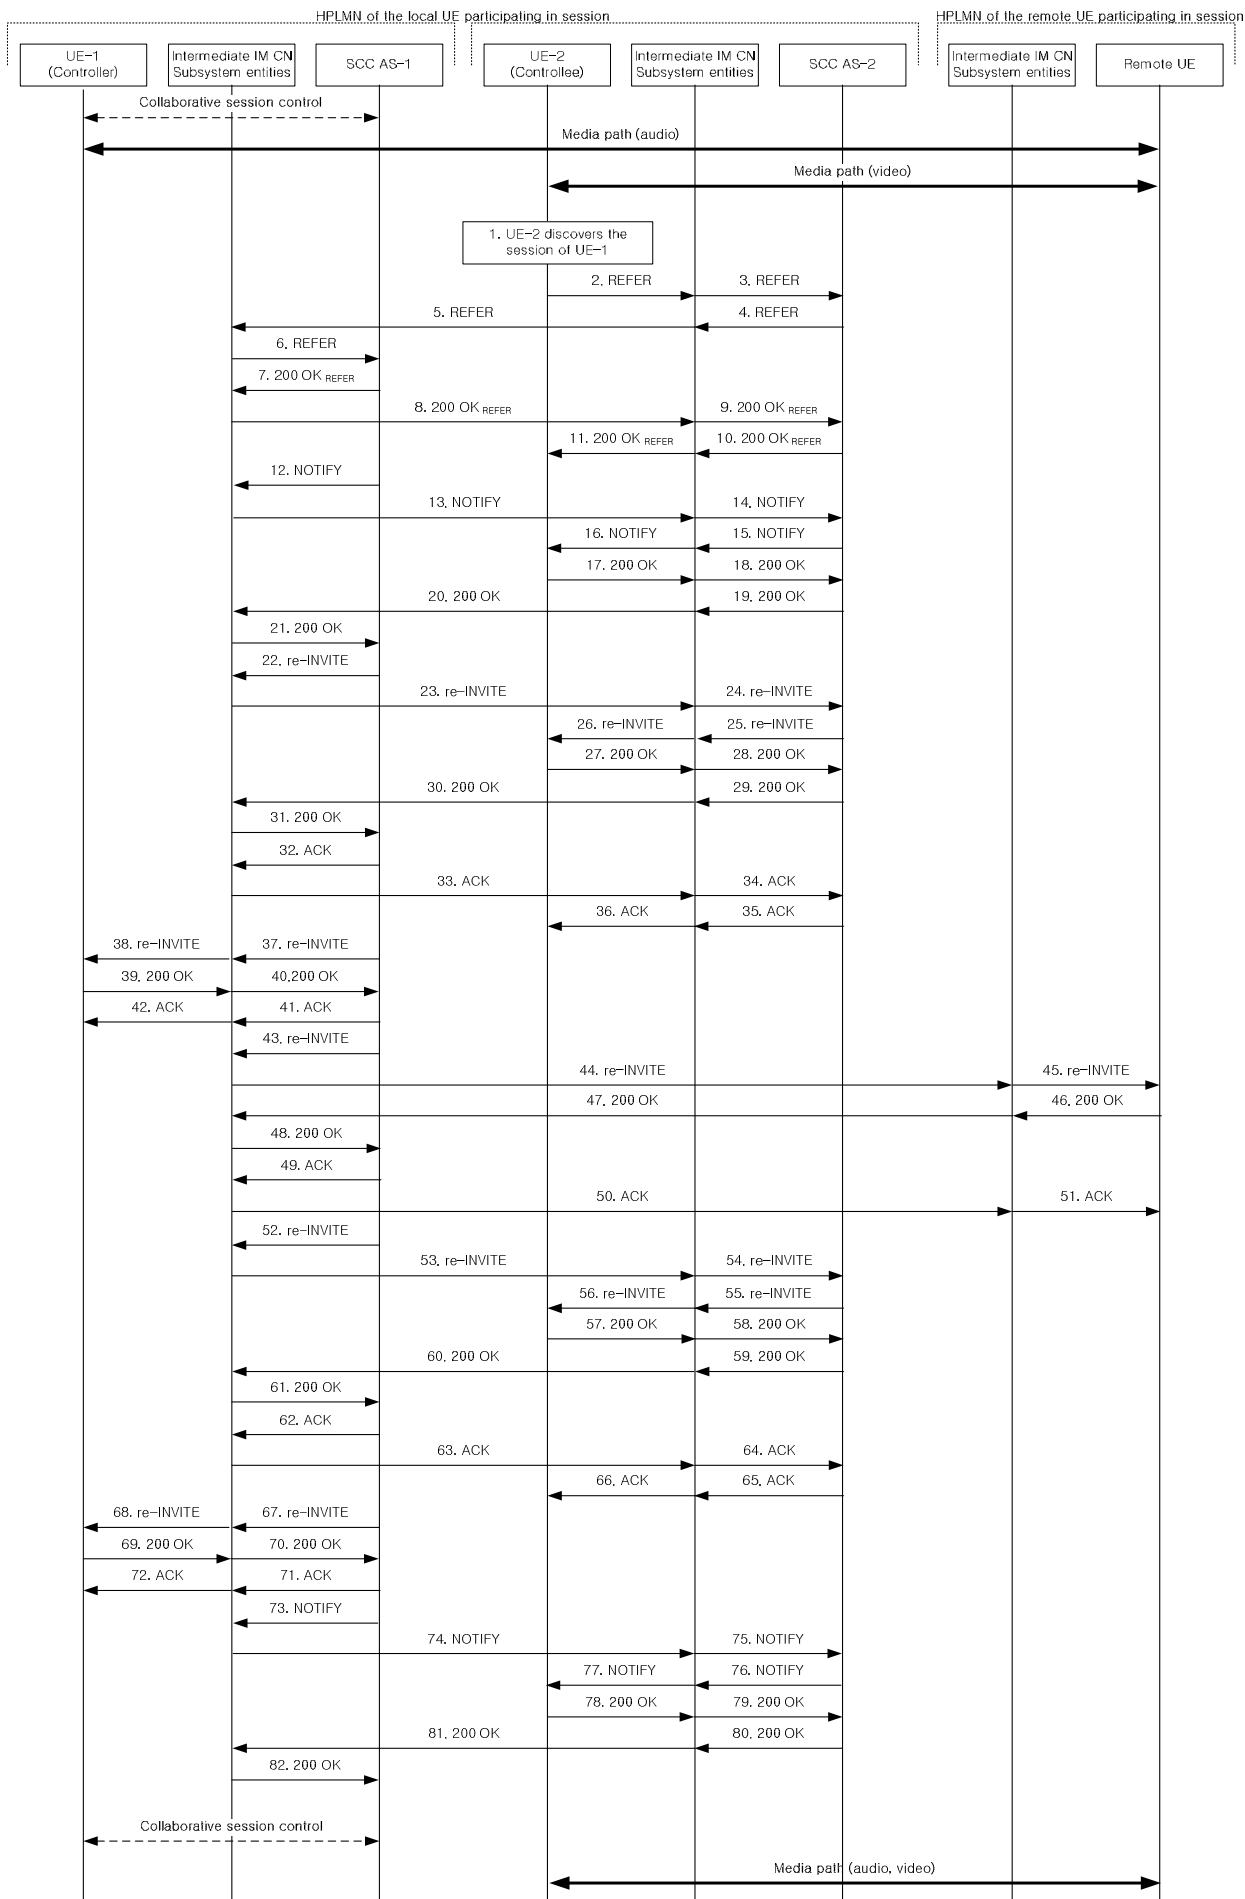 HPLMN of the local UE participating in session
HPLMN of the remote UE participating in session
UE-1
(Controller)
Intermediate IM CN
Subsystem entities
SCC AS-1
UE-2
(Controllee)
Intermediate IM CN
Subsystem entities
SCC AS-2
Intermediate IM CN
Subsystem entities
Remote UE
Collaborative session control
Media path (audio)
Media path (video)
1. UE-2 discovers the
session of UE-1
2. REFER
3. REFER
5. REFER
4. REFER
6. REFER
7. 200 OK REFER
8. 200 OK REFER
9. 200 OK REFER
11. 200 OK REFER
10. 200 OK REFER
12. NOTIFY
13. NOTIFY
14. NOTIFY
16. NOTIFY
15. NOTIFY
17. 200 OK
18. 200 OK
20. 200 OK
19. 200 OK
21. 200 OK
22. re-INVITE
23. re-INVITE
24. re-INVITE
26. re-INVITE
25. re-INVITE
27. 200 OK
28. 200 OK
30. 200 OK
29. 200 OK
31. 200 OK
32. ACK
33. ACK
34. ACK
36. ACK
35. ACK
38. re-INVITE
37. re-INVITE
39. 200 OK
40.200 OK
42. ACK
41. ACK
43. re-INVITE
44. re-INVITE
45. re-INVITE
47. 200 OK
46. 200 OK
48. 200 OK
49. ACK
50. ACK
51. ACK
52. re-INVITE
53. re-INVITE
54. re-INVITE
56. re-INVITE
55. re-INVITE
57. 200 OK
58. 200 OK
60. 200 OK
59. 200 OK
61. 200 OK
62. ACK
63. ACK
64. ACK
66. ACK
65. ACK
68. re-INVITE
67. re-INVITE
69. 200 OK
70. 200 OK
72. ACK
71. ACK
73. NOTIFY
74. NOTIFY
75. NOTIFY
77. NOTIFY
76. NOTIFY
78. 200 OK
79. 200 OK
81. 200 OK
80. 200 OK
82. 200 OK
Collaborative session control
Media path (audio, video)